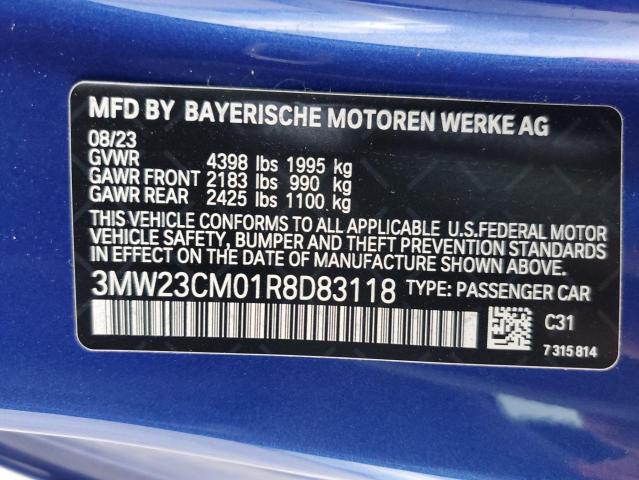 MFD BY BAYERISCHE MOTOREN WERKE AG
08/23
GVWR 4398 lbs 1995 kg
GAWR FRONT 2183 lbs 990 kg
GAWR REAR 2425 lbs 1100 kg
THIS VEHICLE CONFORMS TO ALL APPLICABLE U.S.FEDERAL MOTOR
VEHICLE SAFETY, BUMPER AND THEFT PREVENTION STANDARDS
IN EFFECT ON THE DATE OF MANUFACTURE SHOWN ABOVE.
3MW23CM01R8D83118 TYPE: PASSENGER CAR
C31
7 315 814